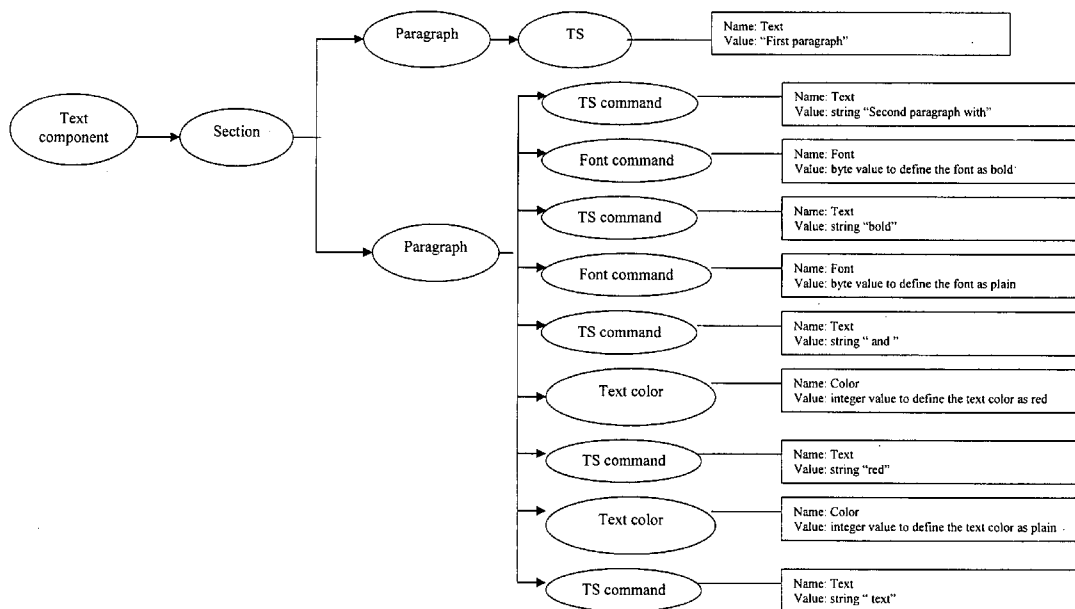 Paragraph
TS
Name: Text
Value: "First paragraph"
Text
component
Section
Paragraph
TS command
Name: Text
Value: string "Second paragraph with"
Font command
Name: Font
Value: byte value to define the font as bold
TS command
Name: Text
Value: string "bold"
Font command
Name: Font
Value: byte value to define the font as plain
TS command
Name: Text
Value: string " and "
Text color
Name: Color
Value: integer value to define the text color as red
TS command
Name: Text
Value: string "red"
Text color
Name: Color
Value: integer value to define the text color as plain
TS command
Name: Text
Value: string " text"